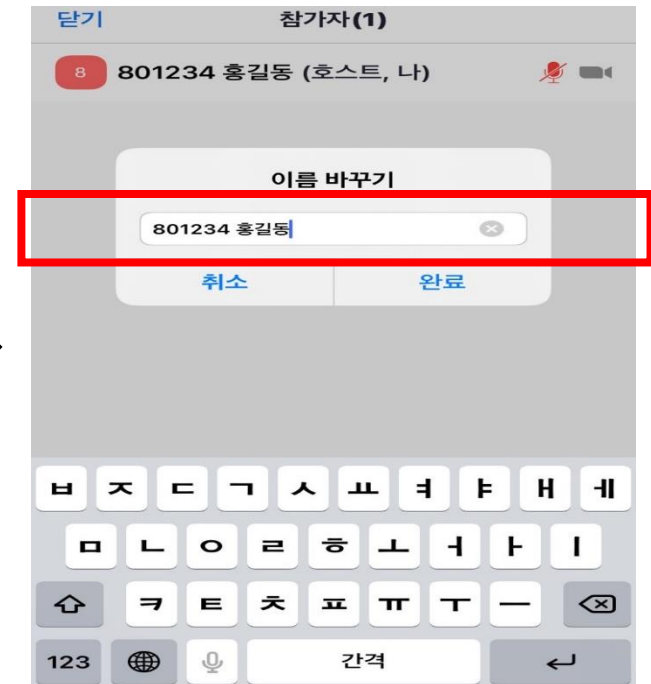 닫기 참가자(1)
8 801234 홍길동 (호스트, 나)
이름 바꾸기
801234 홍길동
취소 완료
ㅂ ㅈ ㄷ ㄱ ㅅ ㅛ ㅕ ㅑ ㅐ ㅔ
ㅁ ㄴ ㅇ ㄹ ㅎ ㅗ ㅓ ㅏ ㅣ
ㅋ ㅌ ㅊ ㅍ ㅠ ㅜ ㅡ
123 간격